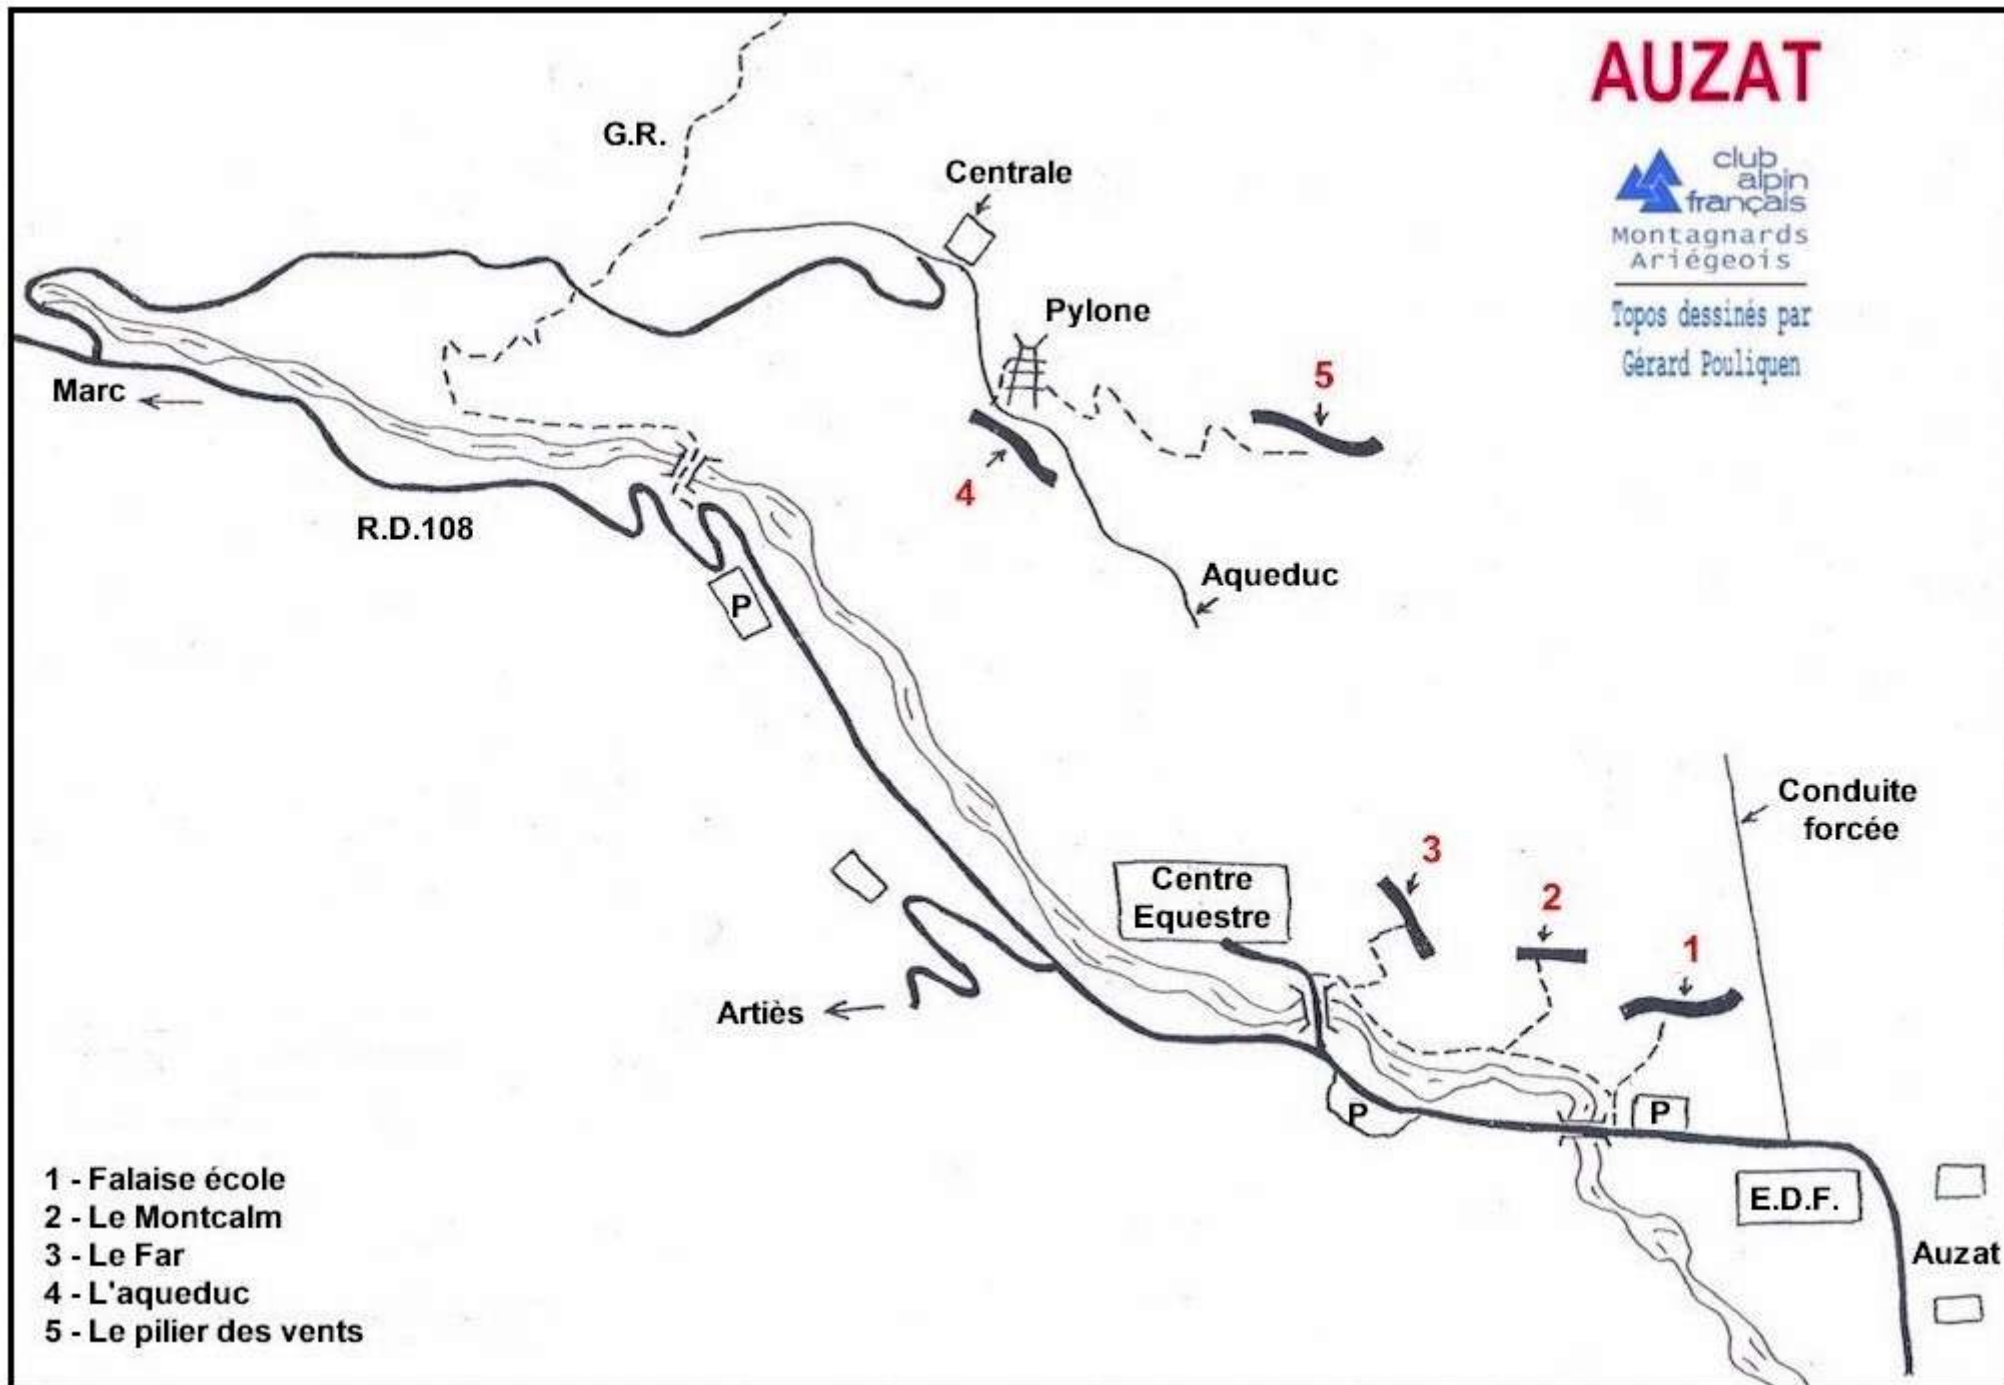 AUZAT
club
alpin
français
Montagnards
Ariégeois
Topos dessinés par
Gérard Pouliquen
G.R.
Centrale
Pylone
5
Marc
4
R.D.108
Aqueduc
P
Conduite
forcée
3
Centre
Equestre
2
1
Artiès
P
P
E.D.F.
Auzat
1 - Falaise école
2 - Le Montcalm
3 - Le Far
4 - L'aqueduc
5 - Le pilier des vents